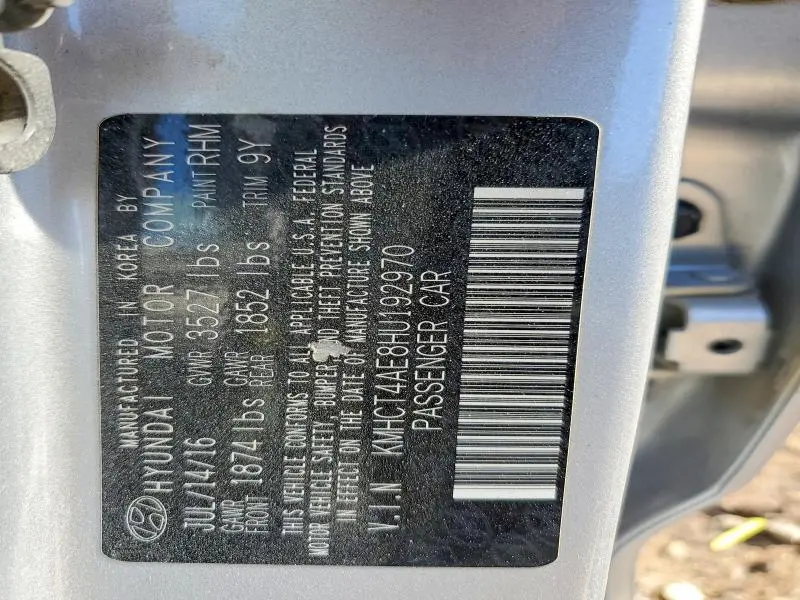 MANUFACTURED IN KOREA BY
HYUNDAI MOTOR COMPANY
JUL/14/16 GVWR 3527 lbs PAINT RHM
GAWR FRONT 1874 lbs GAWR REAR 1852 lbs TRIM 9Y
THIS VEHICLE CONFORMS TO ALL APPLICABLE U.S.A. FEDERAL
MOTOR VEHICLE SAFETY, BUMPER, AND THEFT PREVENTION STANDARDS
IN EFFECT ON THE DATE OF MANUFACTURE SHOWN ABOVE
V.I.N KMHCT4AE8HU192970
PASSENGER CAR